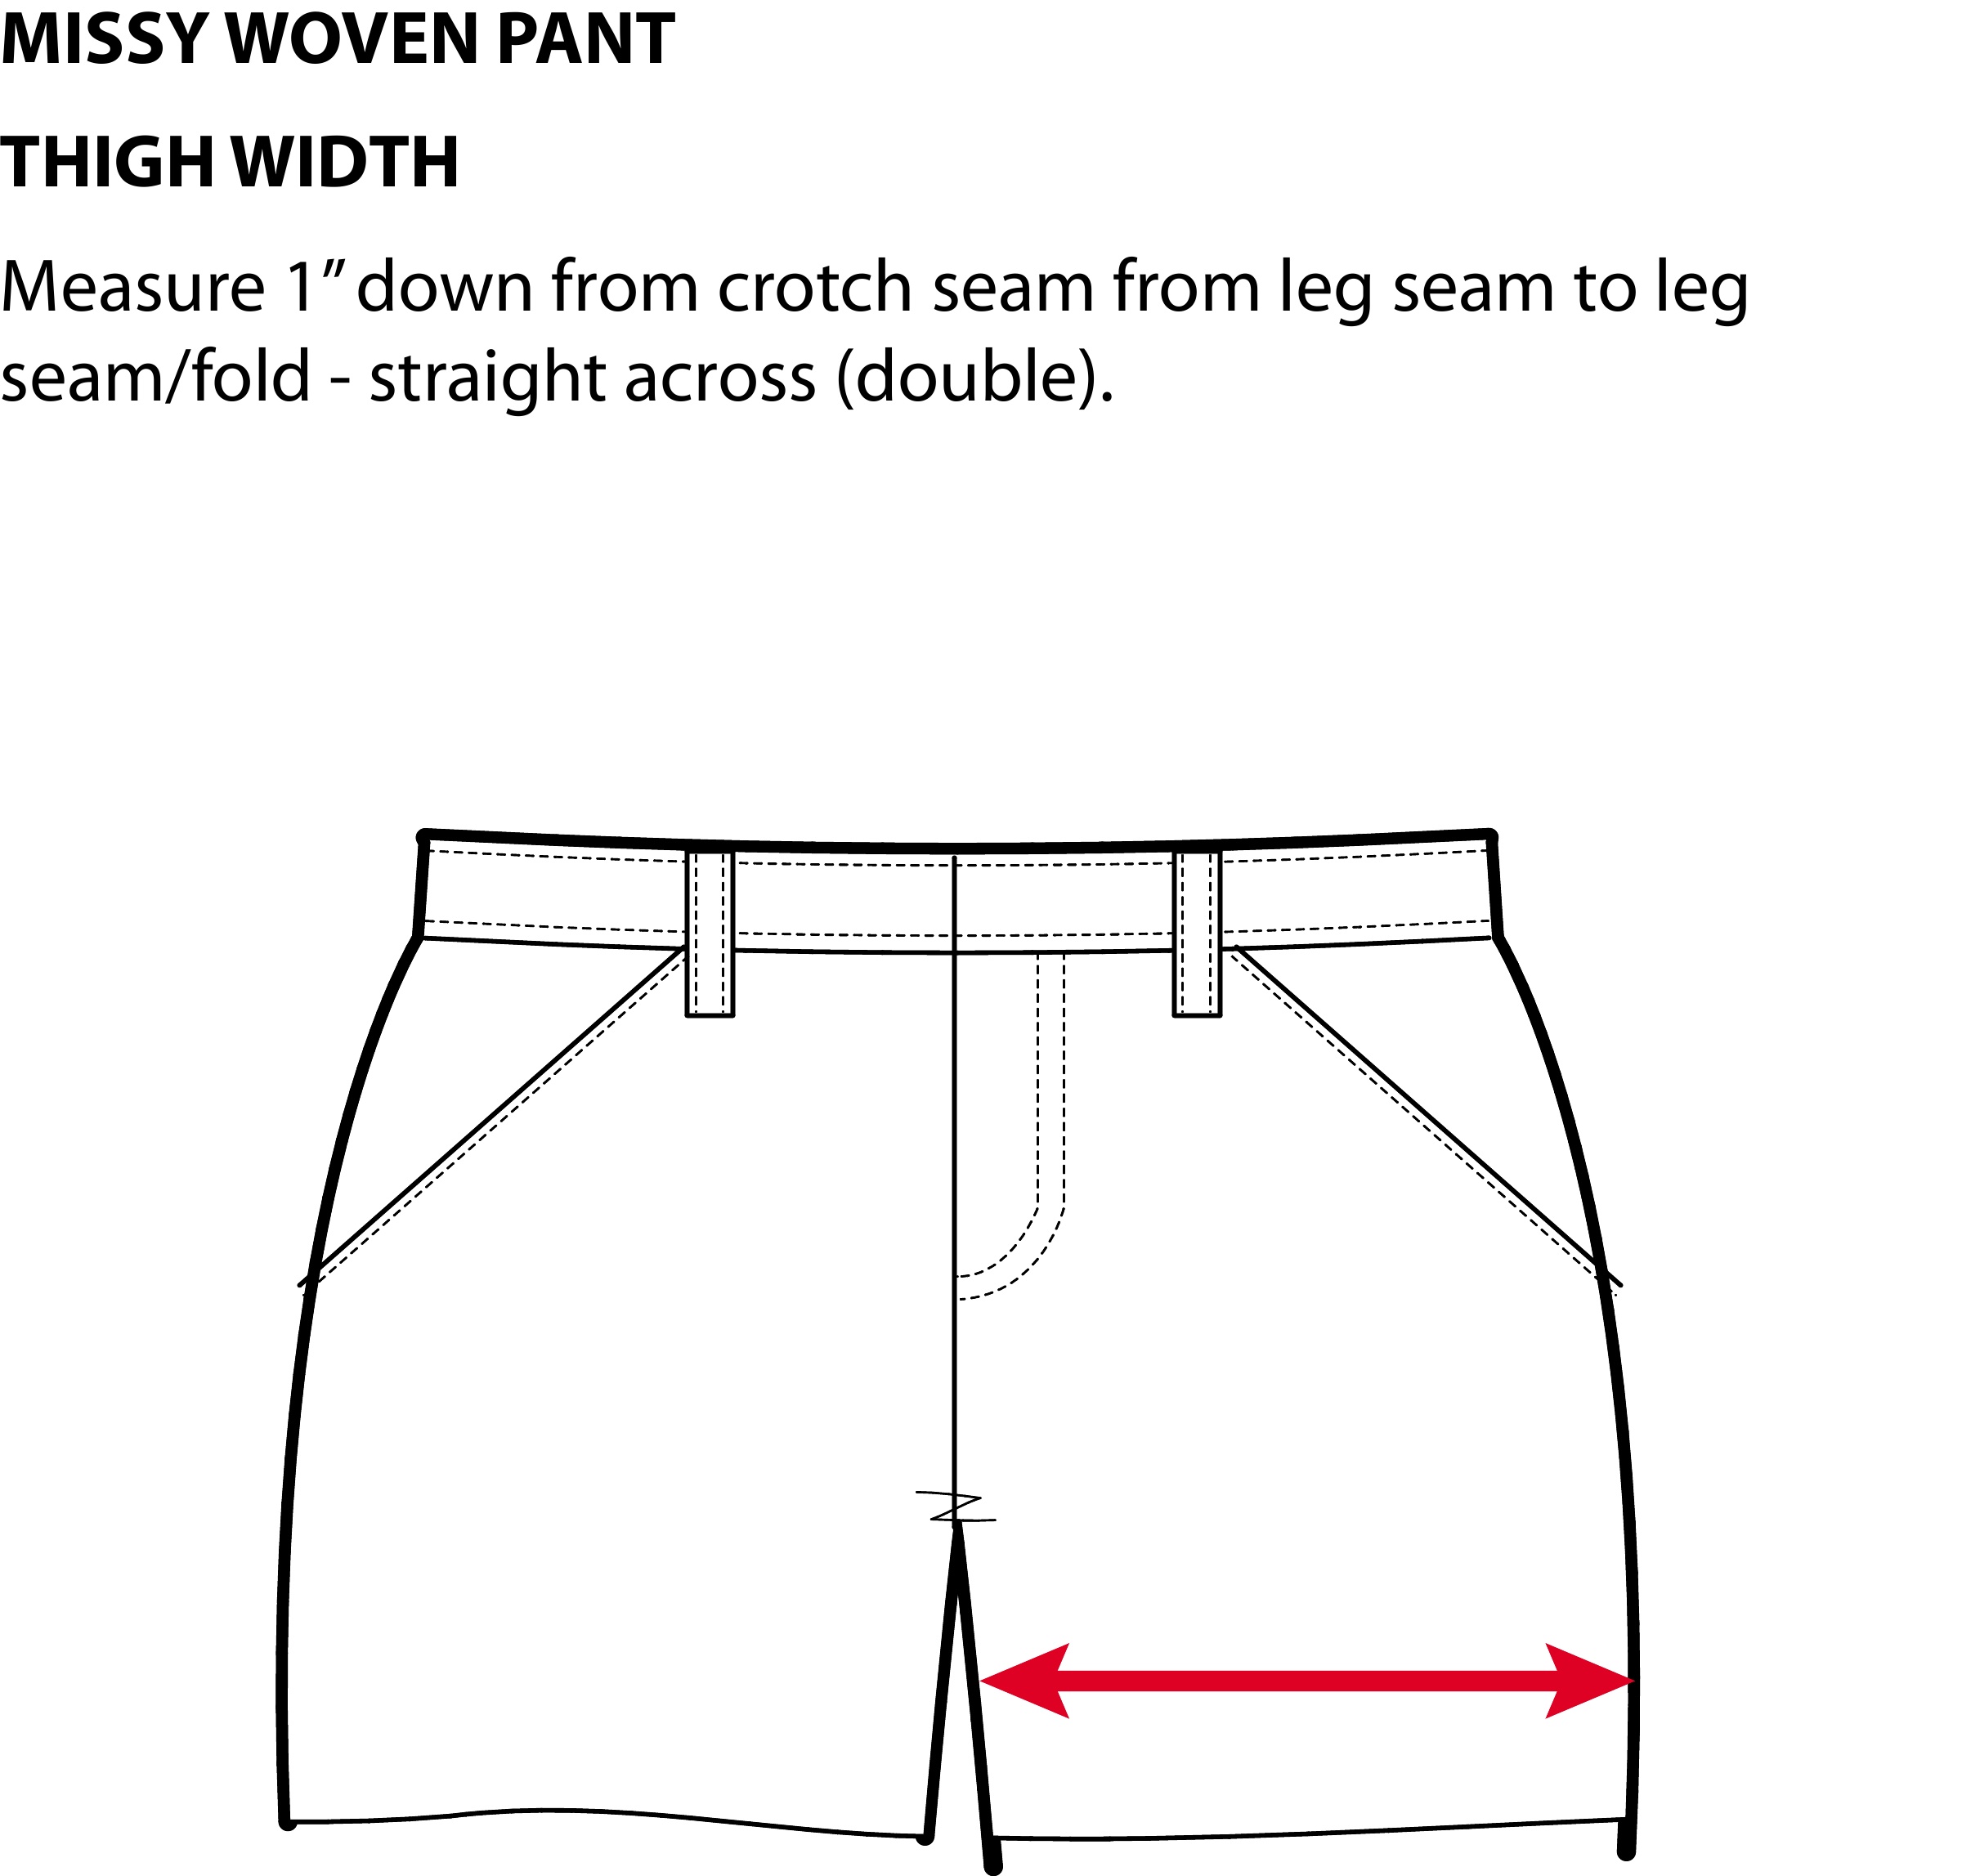 MISSY WOVEN PANT
THIGH WIDTH
Measure 1” down from crotch seam from leg seam to leg
seam/fold - straight across (double).